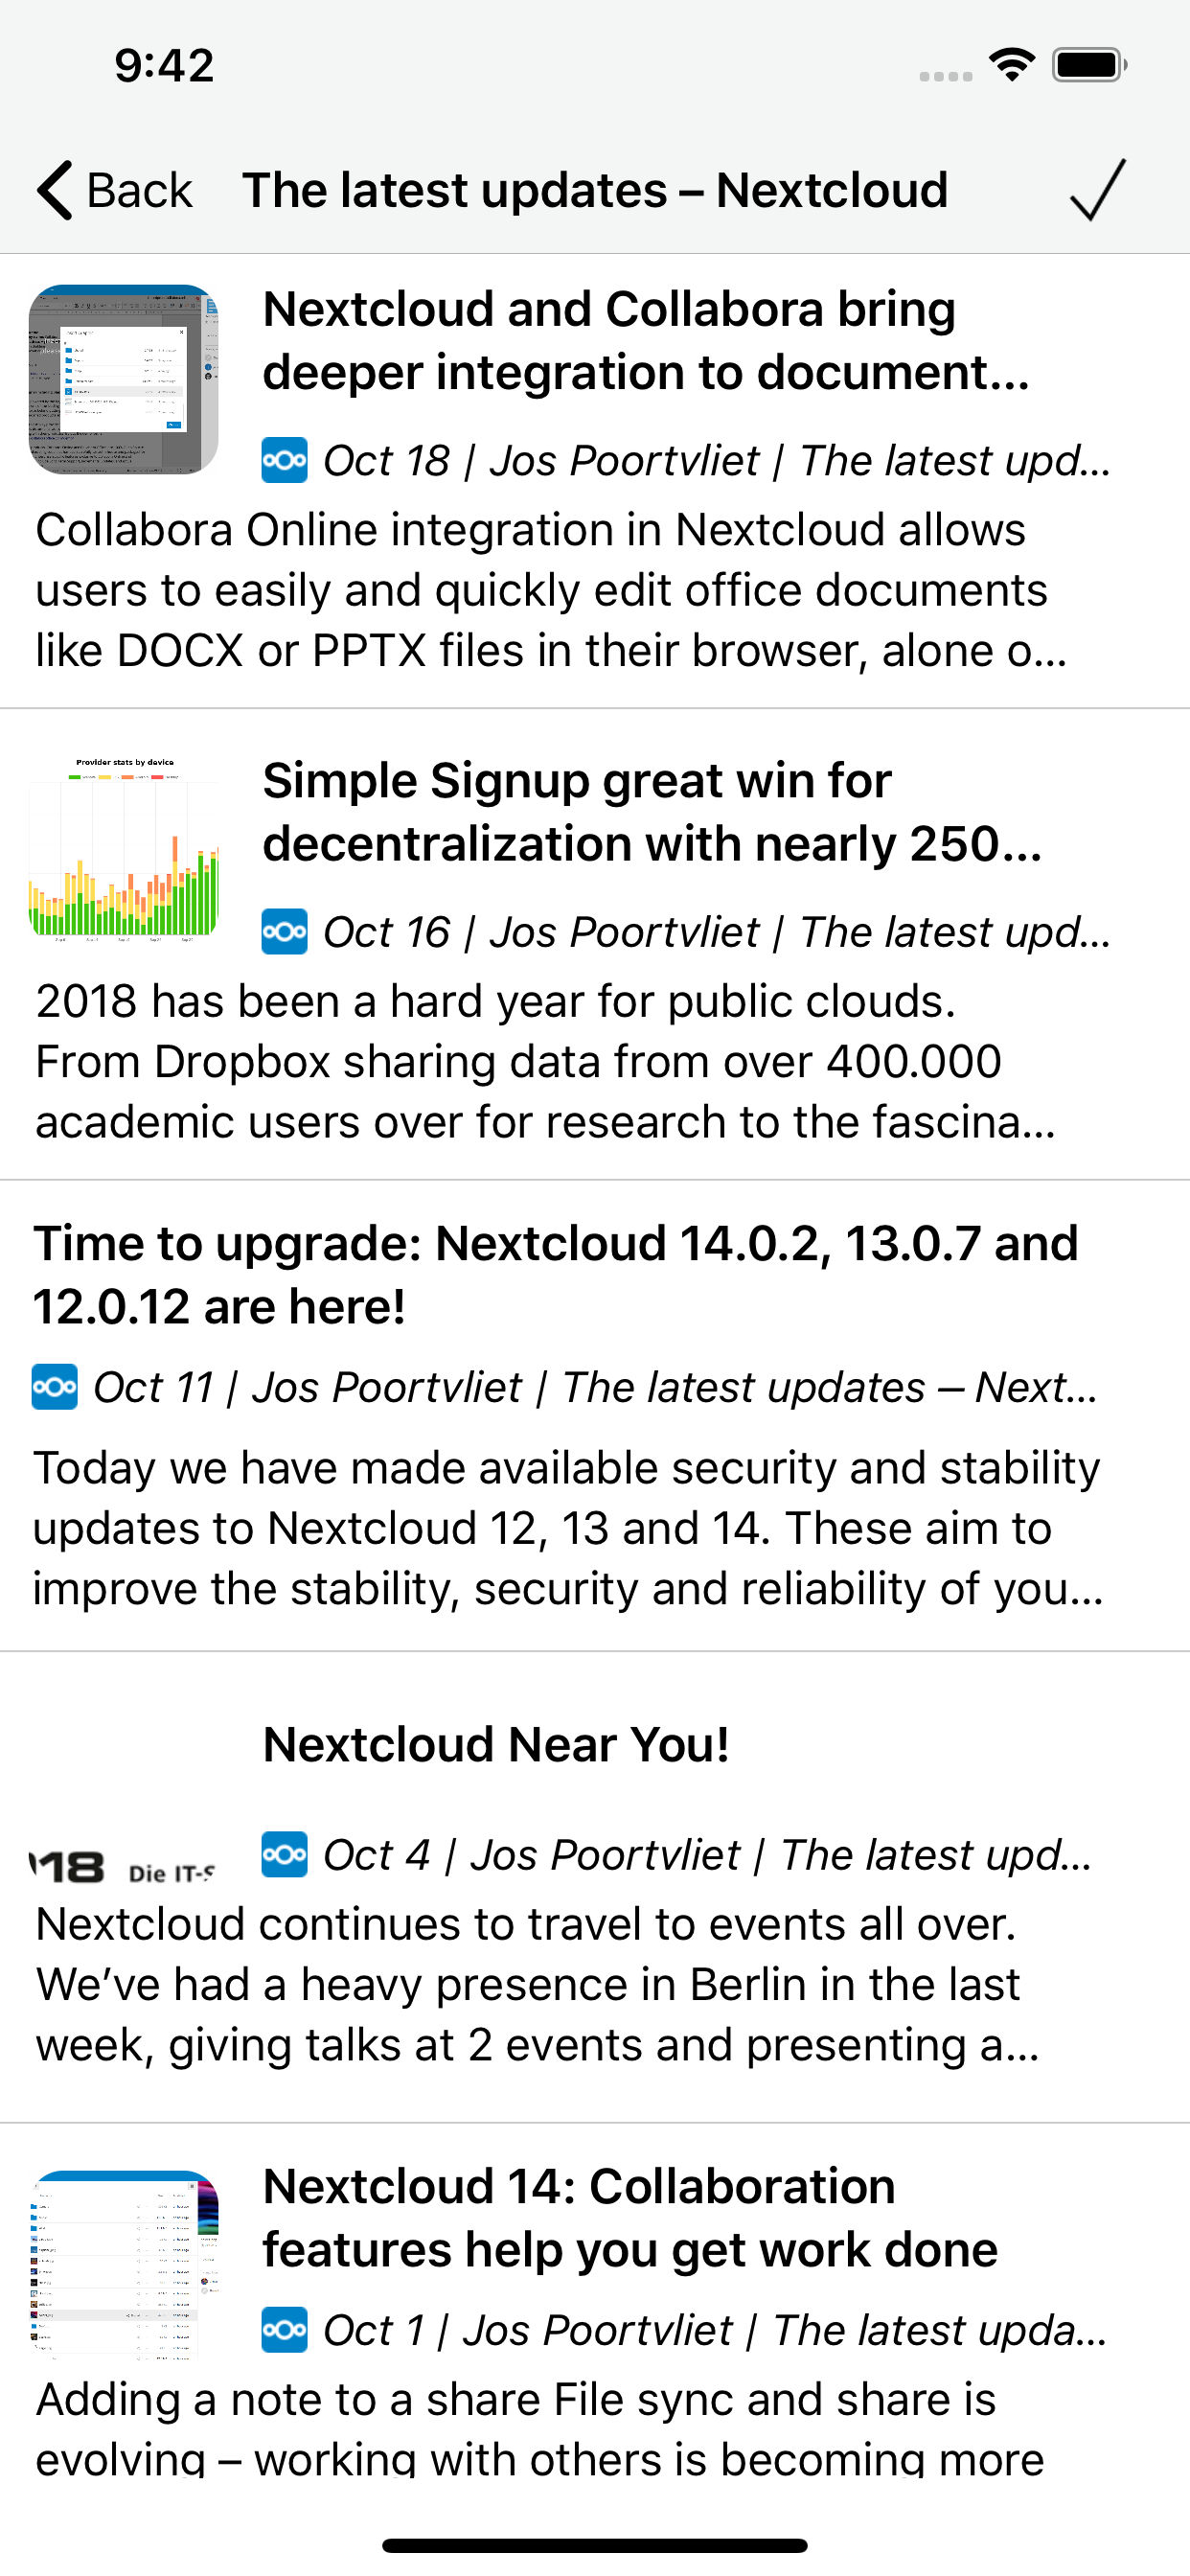 9:42
Back
The latest updates – Nextcloud
Nextcloud and Collabora bring
deeper integration to document...
Oct 18 | Jos Poortvliet | The latest upd...
Collabora Online integration in Nextcloud allows
users to easily and quickly edit office documents
like DOCX or PPTX files in their browser, alone o...
Provider stats by device
Simple Signup great win for
decentralization with nearly 250...
Oct 16 | Jos Poortvliet | The latest upd...
2018 has been a hard year for public clouds.
From Dropbox sharing data from over 400.000
academic users over for research to the fascina...
Time to upgrade: Nextcloud 14.0.2, 13.0.7 and
12.0.12 are here!
Oct 11 | Jos Poortvliet | The latest updates – Next...
Today we have made available security and stability
updates to Nextcloud 12, 13 and 14. These aim to
improve the stability, security and reliability of you...
Nextcloud Near You!
18 Die IT-S
Oct 4 | Jos Poortvliet | The latest upd...
Nextcloud continues to travel to events all over.
We’ve had a heavy presence in Berlin in the last
week, giving talks at 2 events and presenting a...
Nextcloud 14: Collaboration
features help you get work done
Oct 1 | Jos Poortvliet | The latest upda...
Adding a note to a share File sync and share is
evolving – working with others is becoming more